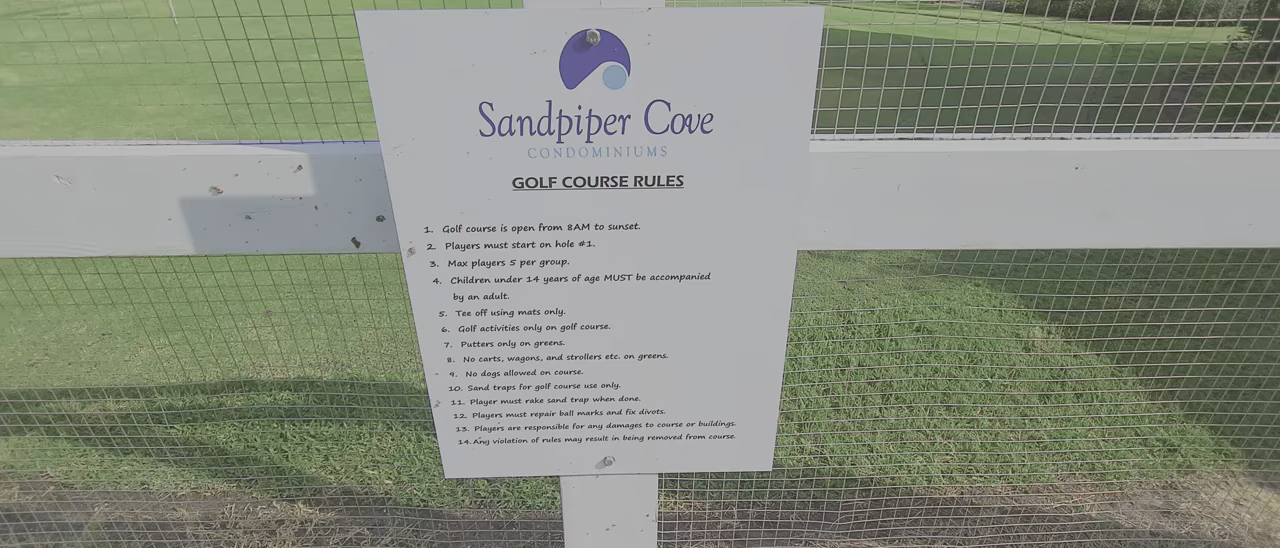 Sandpiper Cove
CONDOMINIUMS
GOLF COURSE RULES
1. Golf course is open from 8AM to sunset.
2. Players must start on hole #1.
3. Max players 5 per group.
4. Children under 14 years of age MUST be accompanied
by an adult.
5. Tee off using mats only.
6. Golf activities only on golf course.
7. Putters only on greens.
8. No carts, wagons, and strollers etc. on greens.
9. No dogs allowed on course.
10. Sand traps for golf course use only.
11. Player must rake sand trap when done.
12. Players must repair ball marks and fix divots.
13. Players are responsible for any damages to course or buildings.
14. Any violation of rules may result in being removed from course.